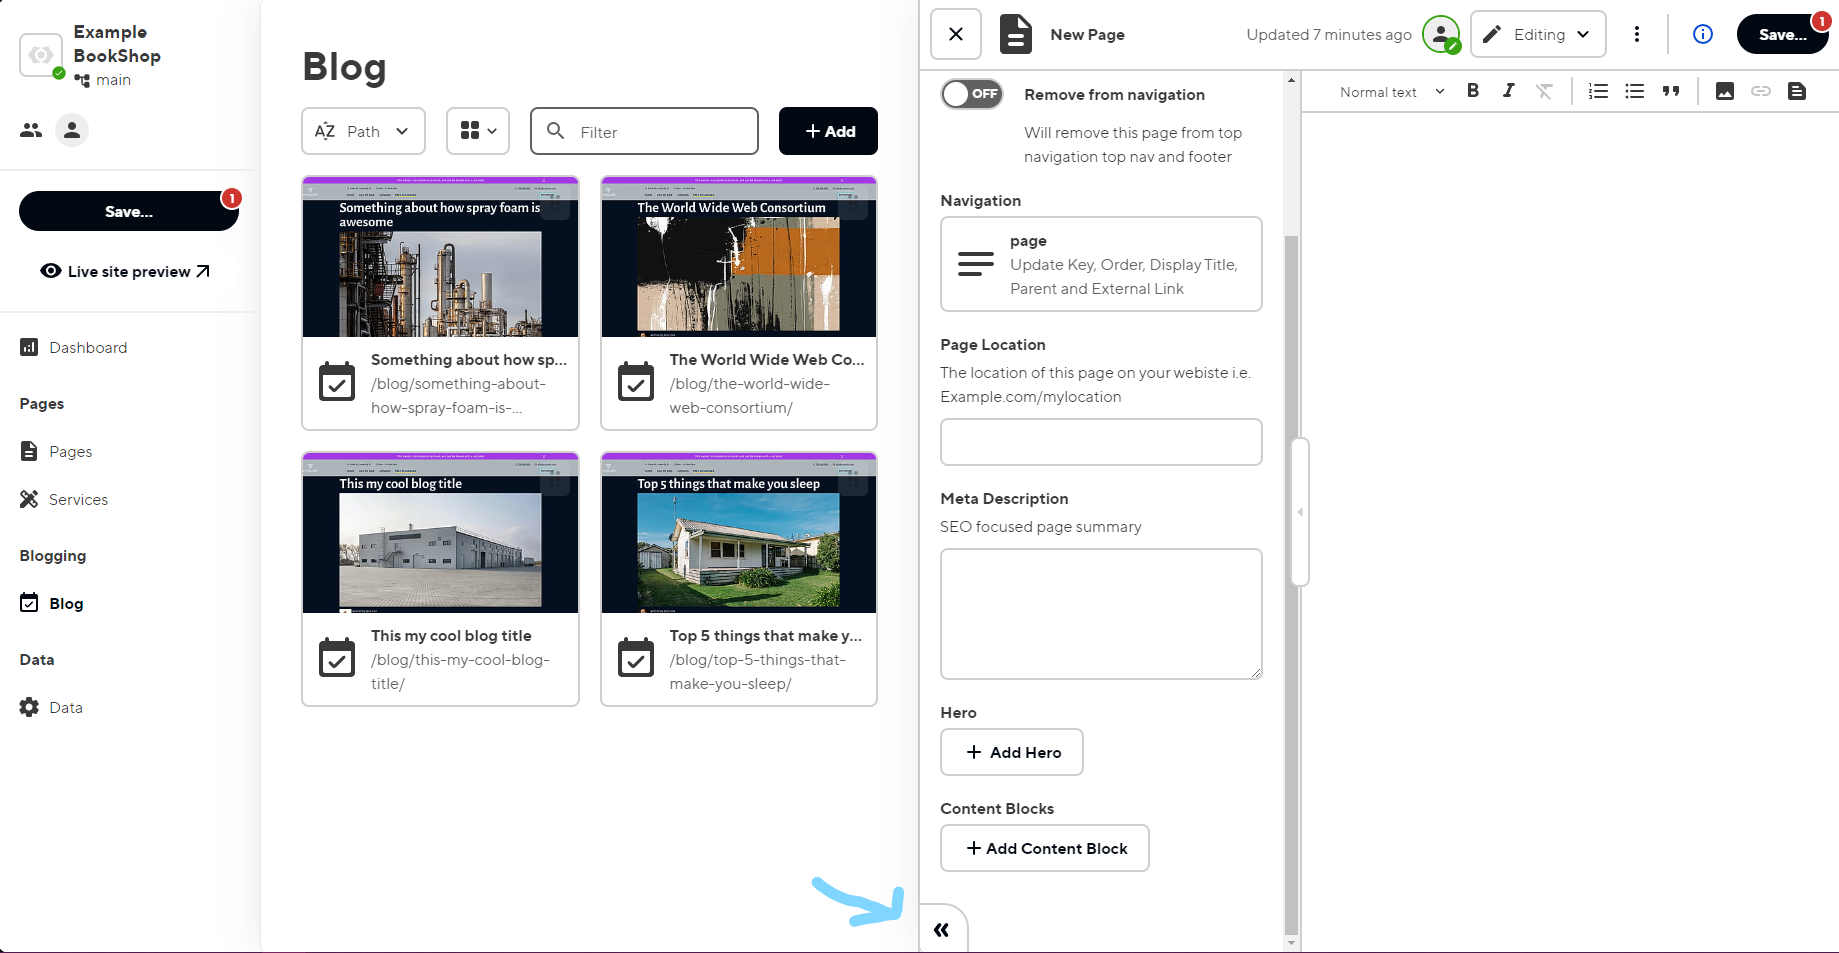 Example
BookShop
main
Save...
1
Live site preview
Dashboard
Pages
Pages
Services
Blogging
Blog
Data
Data
Blog
AZ Path
Filter
+ Add
Something about how spray foam is
awesome
Something about how sp...
/blog/something-about-
how-spray-foam-is-...
The World Wide Web Consortium
The World Wide Web Co...
/blog/the-world-wide-
web-consortium/
This my cool blog title
This my cool blog title
/blog/this-my-cool-blog-
title/
Top 5 things that make you sleep
Top 5 things that make y...
/blog/top-5-things-that-
make-you-sleep/
New Page
Updated 7 minutes ago
Editing
Save...
1
OFF
Remove from navigation
Will remove this page from top
navigation top nav and footer
Navigation
page
Update Key, Order, Display Title,
Parent and External Link
Page Location
The location of this page on your webiste i.e.
Example.com/mylocation
Meta Description
SEO focused page summary
Hero
+ Add Hero
Content Blocks
+ Add Content Block
Normal text
B I